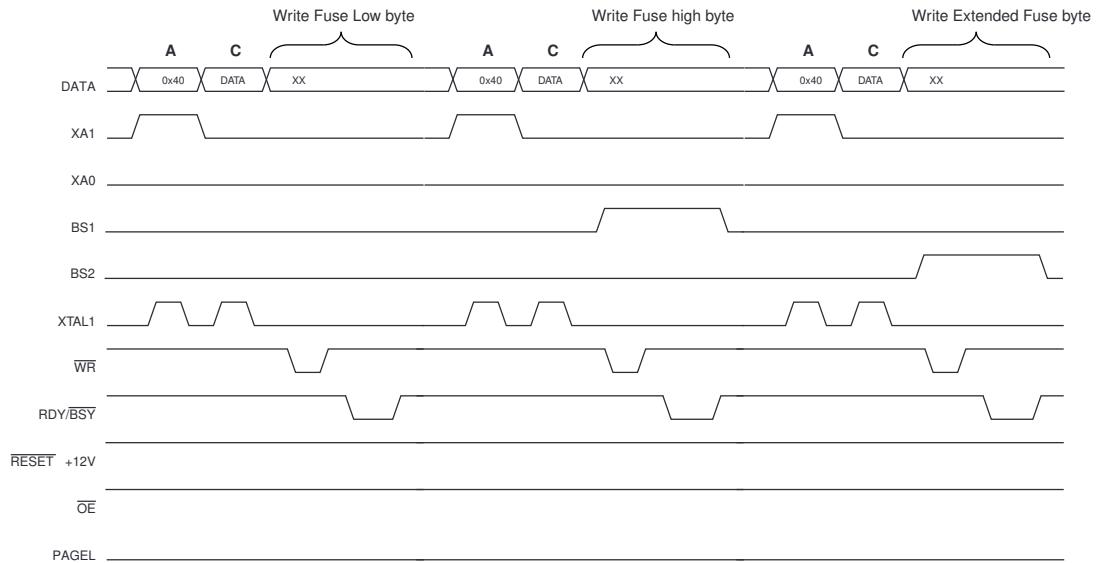 Write Fuse Low byte Write Fuse high byte Write Extended Fuse byte
A C A C A C
DATA 0x40 DATA XX 0x40 DATA XX 0x40 DATA XX
XA1
XA0
BS1
BS2
XTAL1
WR
RDY/BSY
RESET +12V
OE
PAGEL